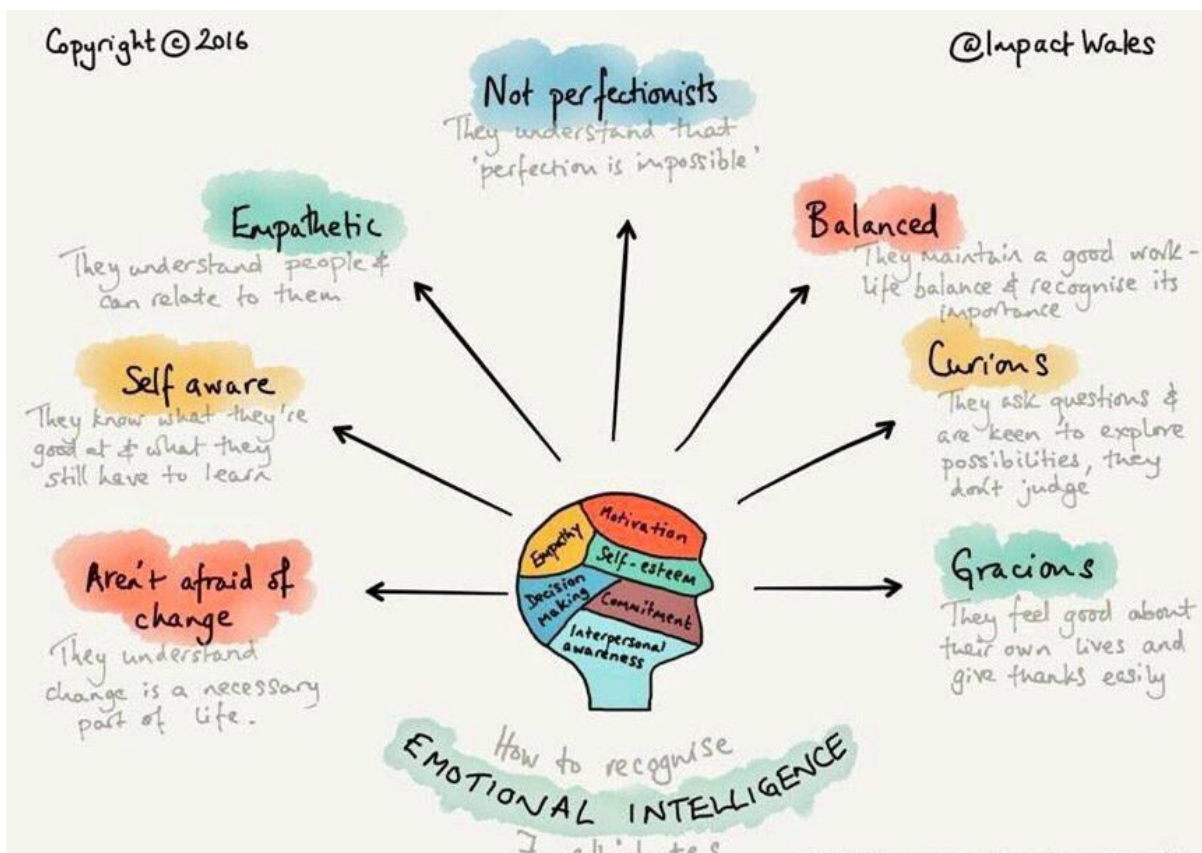 Copyright © 2016
@Impact Wales
Not perfectionists
They understand that
'perfection is impossible'
Empathetic
They understand people &
can relate to them
Balanced
They maintain a good work-
life balance & recognise its
importance
Self aware
They know what they're
good at & what they
still have to learn
Curious
They ask questions &
are keen to explore
possibilities, they
don't judge
Aren't afraid of
change
They understand
change is a necessary
part of life.
Gracious
They feel good about
their own lives and
give thanks easily
Motivation
Empathy
Self-esteem
Decision
Making
Commitment
Interpersonal
awareness
How to recognise
EMOTIONAL INTELLIGENCE
7